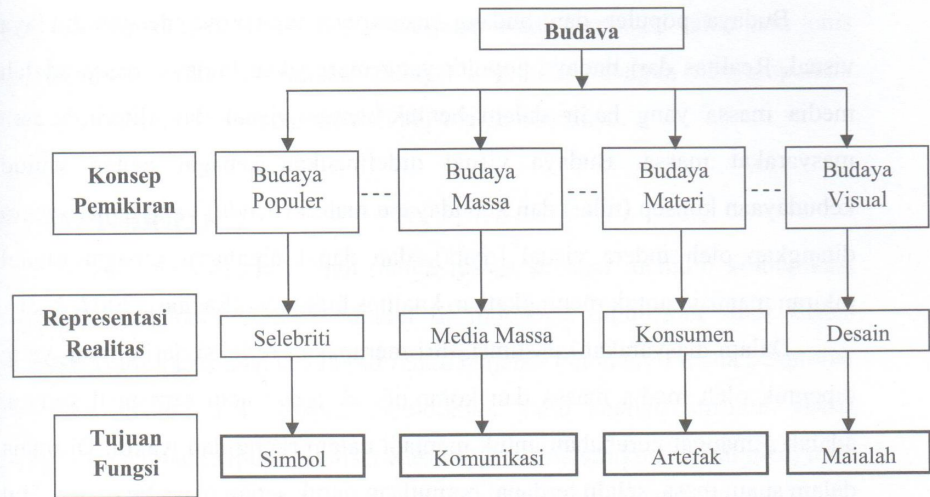 Budava
Konsep
Pemikiran
Budaya
Populer
Budaya
Massa
Budaya
Materi
Budaya
Visual
Representasi
Realitas
Selebriti
Media Massa
Konsumen
Desain
Tujuan
Fungsi
Simbol
Komunikasi
Artefak
Maialah